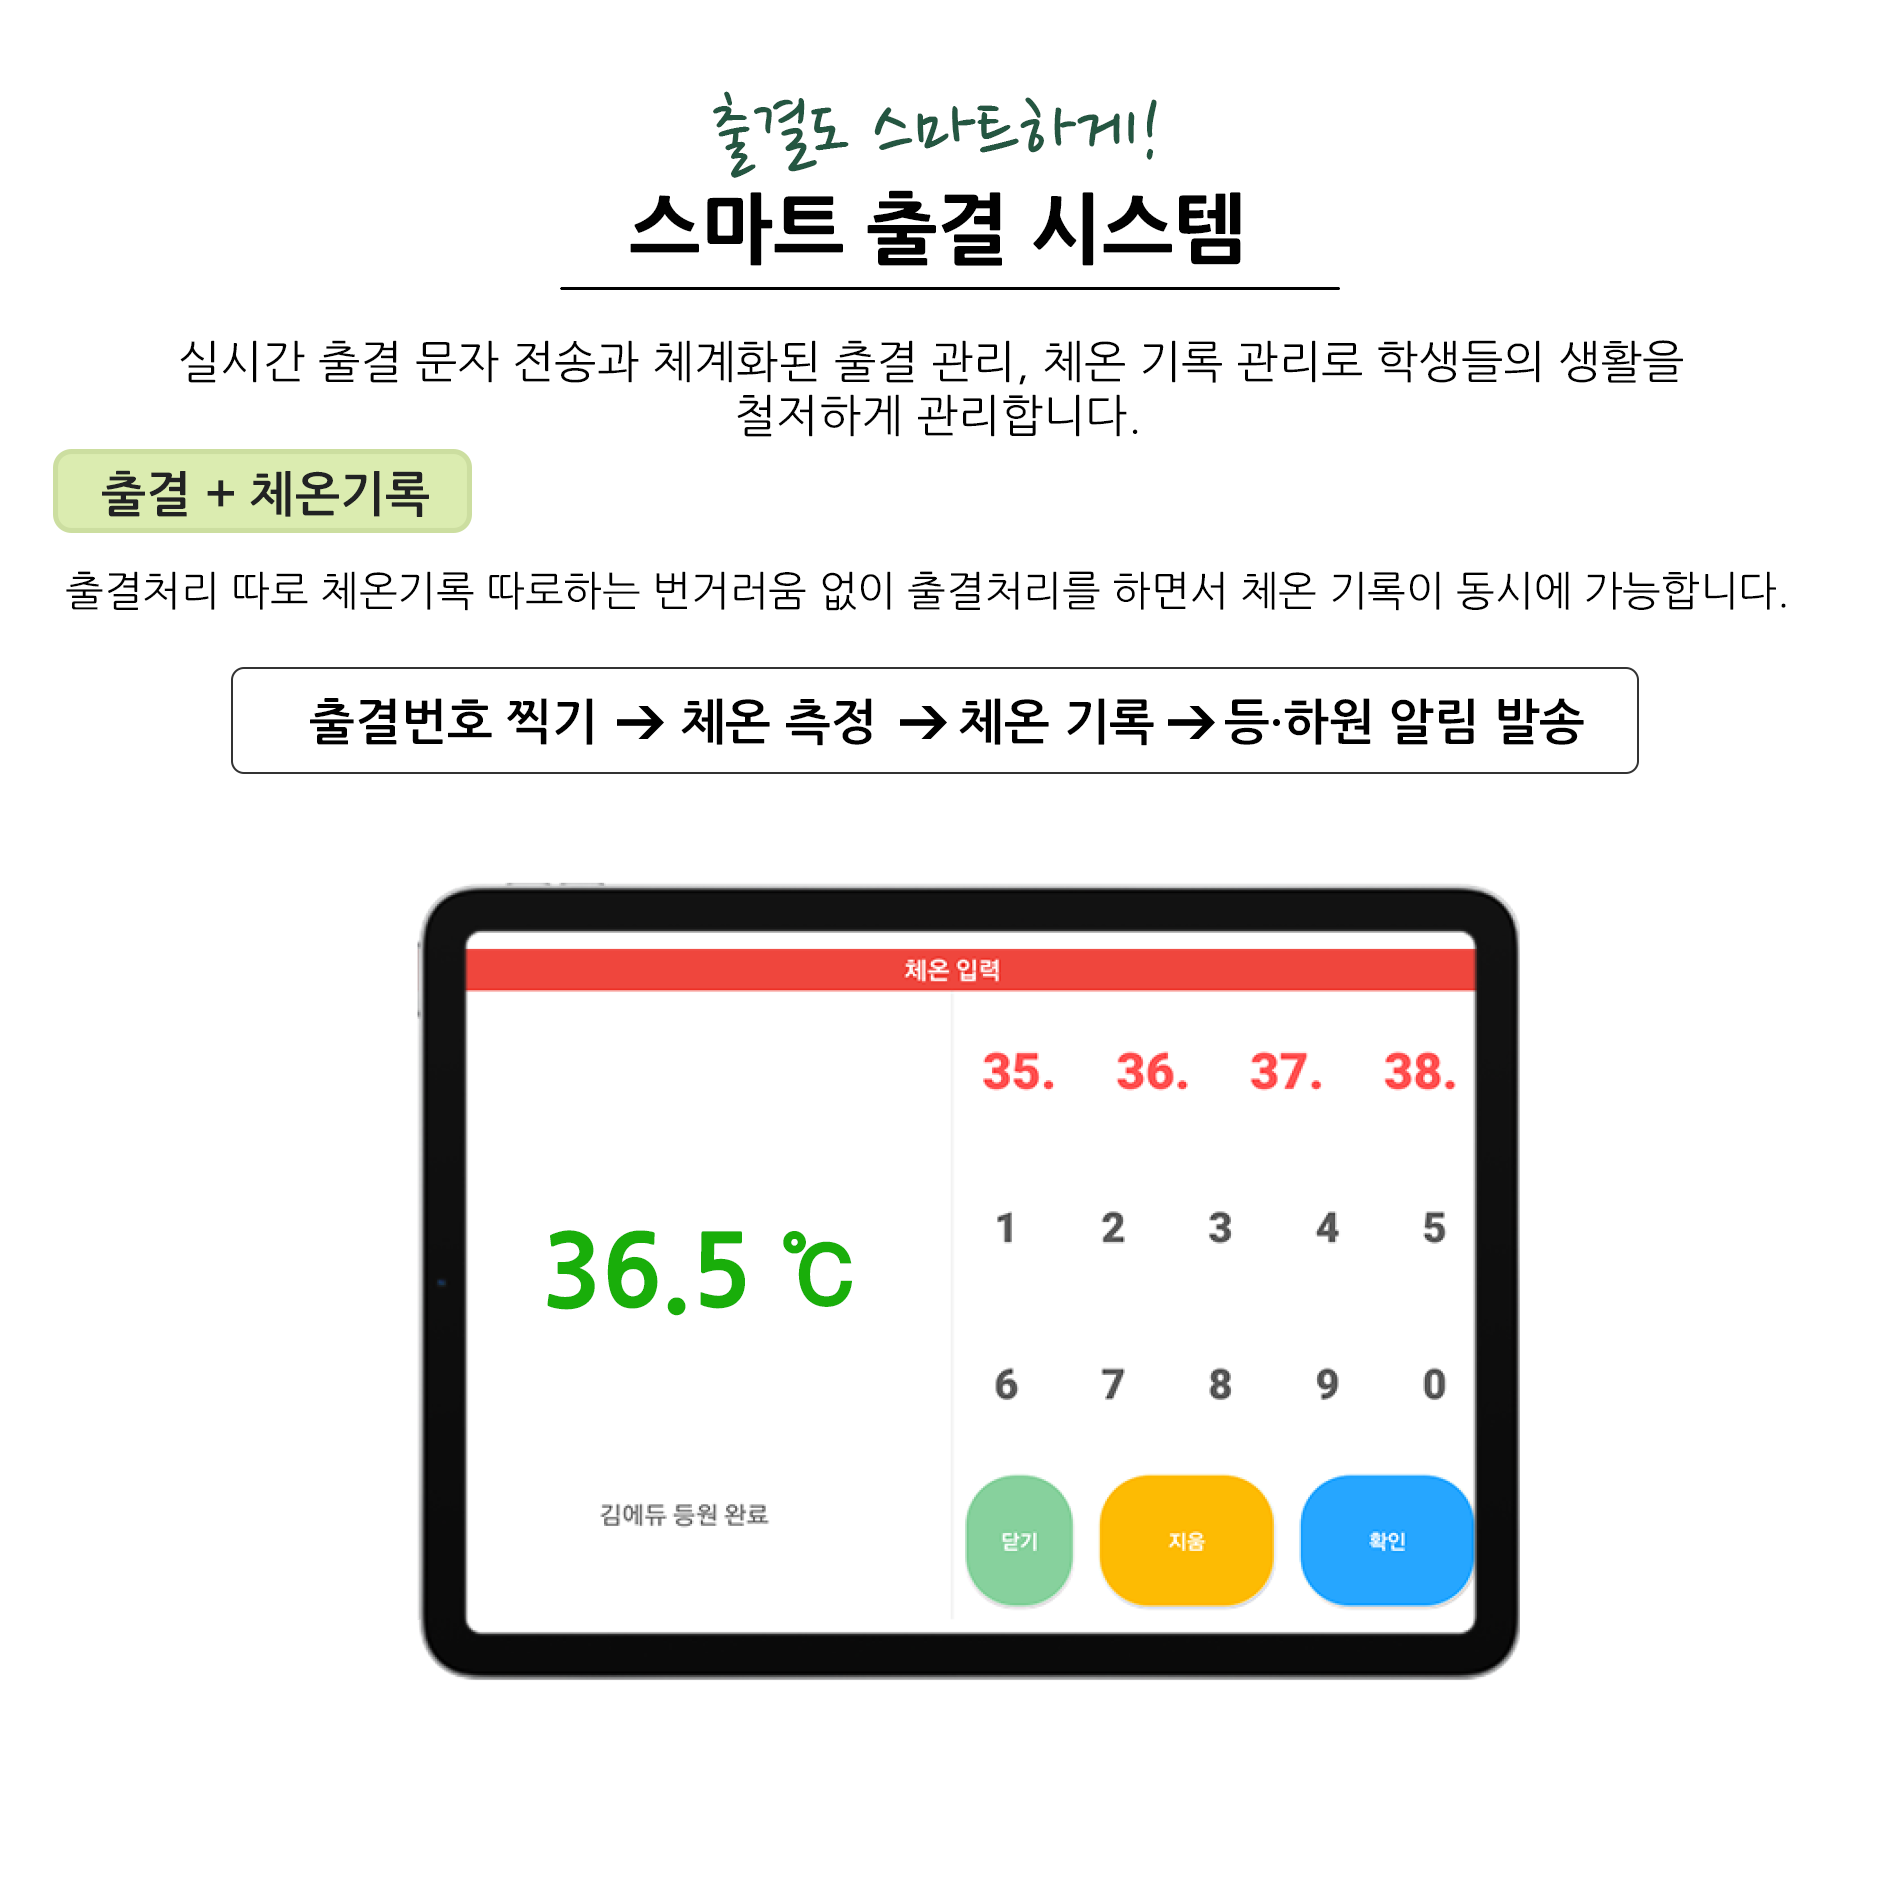 출결도 스마트하게!
스마트 출결 시스템
실시간 출결 문자 전송과 체계화된 출결 관리, 체온 기록 관리로 학생들의 생활을
철저하게 관리합니다.
출결 + 체온기록
출결처리 따로 체온기록 따로하는 번거러움 없이 출결처리를 하면서 체온 기록이 동시에 가능합니다.
출결번호 찍기 → 체온 측정 → 체온 기록 → 등·하원 알림 발송
체온 입력
35. 36. 37. 38.
1 2 3 4 5
36.5 ℃
6 7 8 9 0
김에듀 등원 완료
닫기 지움 확인